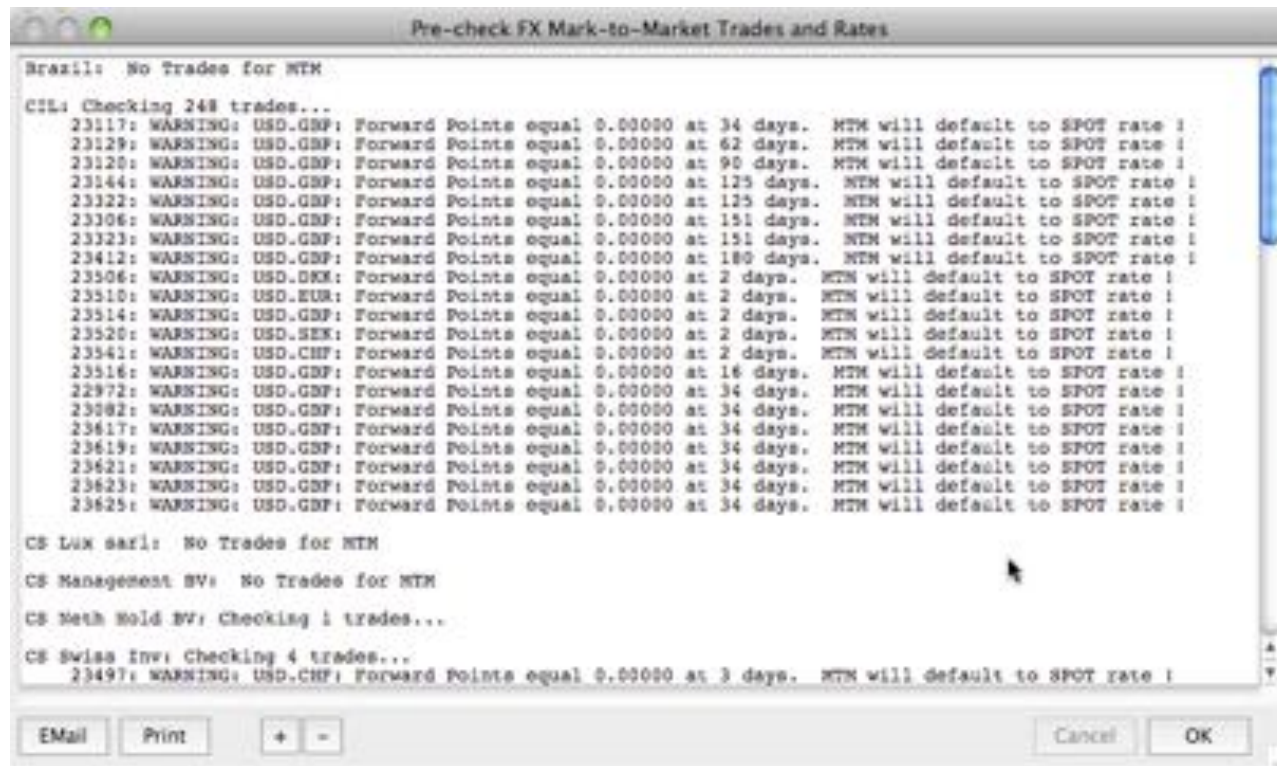 Pre-check FX Mark-to-Market Trades and Rates
Brazil: No Trades for MTM
CIL: Checking 248 trades...
23117: WARNING: USD.GBP: Forward Points equal 0.00000 at 34 days. MTM will default to SPOT rate !
23129: WARNING: USD.GBP: Forward Points equal 0.00000 at 62 days. MTM will default to SPOT rate !
23120: WARNING: USD.GBP: Forward Points equal 0.00000 at 90 days. MTM will default to SPOT rate !
23144: WARNING: USD.GBP: Forward Points equal 0.00000 at 125 days. MTM will default to SPOT rate !
23322: WARNING: USD.GBP: Forward Points equal 0.00000 at 125 days. MTM will default to SPOT rate !
23306: WARNING: USD.GBP: Forward Points equal 0.00000 at 151 days. MTM will default to SPOT rate !
23323: WARNING: USD.GBP: Forward Points equal 0.00000 at 151 days. MTM will default to SPOT rate !
23412: WARNING: USD.GBP: Forward Points equal 0.00000 at 180 days. MTM will default to SPOT rate !
23506: WARNING: USD.DKK: Forward Points equal 0.00000 at 2 days. MTM will default to SPOT rate !
23510: WARNING: USD.EUR: Forward Points equal 0.00000 at 2 days. MTM will default to SPOT rate !
23514: WARNING: USD.GBP: Forward Points equal 0.00000 at 2 days. MTM will default to SPOT rate !
23520: WARNING: USD.SEK: Forward Points equal 0.00000 at 2 days. MTM will default to SPOT rate !
23541: WARNING: USD.CHF: Forward Points equal 0.00000 at 2 days. MTM will default to SPOT rate !
23516: WARNING: USD.GBP: Forward Points equal 0.00000 at 16 days. MTM will default to SPOT rate !
22972: WARNING: USD.GBP: Forward Points equal 0.00000 at 34 days. MTM will default to SPOT rate !
23082: WARNING: USD.GBP: Forward Points equal 0.00000 at 34 days. MTM will default to SPOT rate !
23617: WARNING: USD.GBP: Forward Points equal 0.00000 at 34 days. MTM will default to SPOT rate !
23619: WARNING: USD.GBP: Forward Points equal 0.00000 at 34 days. MTM will default to SPOT rate !
23621: WARNING: USD.GBP: Forward Points equal 0.00000 at 34 days. MTM will default to SPOT rate !
23623: WARNING: USD.GBP: Forward Points equal 0.00000 at 34 days. MTM will default to SPOT rate !
23625: WARNING: USD.GBP: Forward Points equal 0.00000 at 34 days. MTM will default to SPOT rate !
CS Lux sarl: No Trades for MTM
CS Management BV: No Trades for MTM
CS Neth Hold BV: Checking 1 trades...
CS Swiss Inv: Checking 4 trades...
23497: WARNING: USD.CHF: Forward Points equal 0.00000 at 3 days. MTM will default to SPOT rate !
EMail Print + - Cancel OK